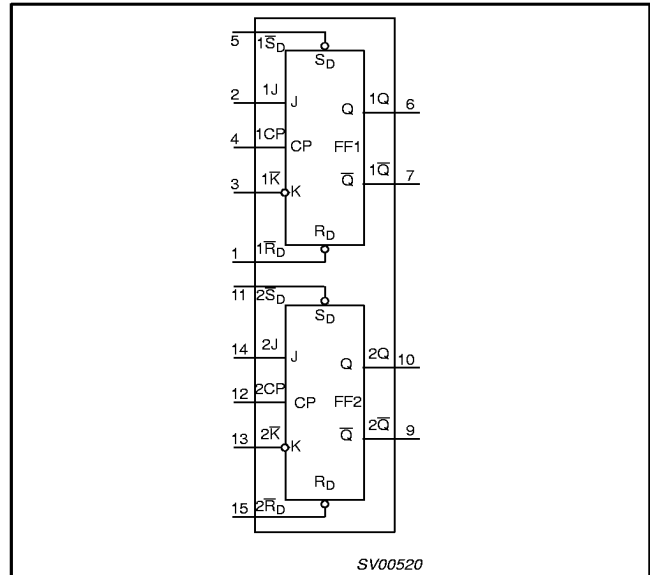 5 1S̅D
SD
2 1J J Q 1Q 6
4 1CP CP FF1
3 1K̅ K Q̅ 1Q̅ 7
RD
1 1R̅D
11 2S̅D
SD
14 2J J Q 2Q 10
12 2CP CP FF2
13 2K̅ K Q̅ 2Q̅ 9
RD
15 2R̅D
SV00520